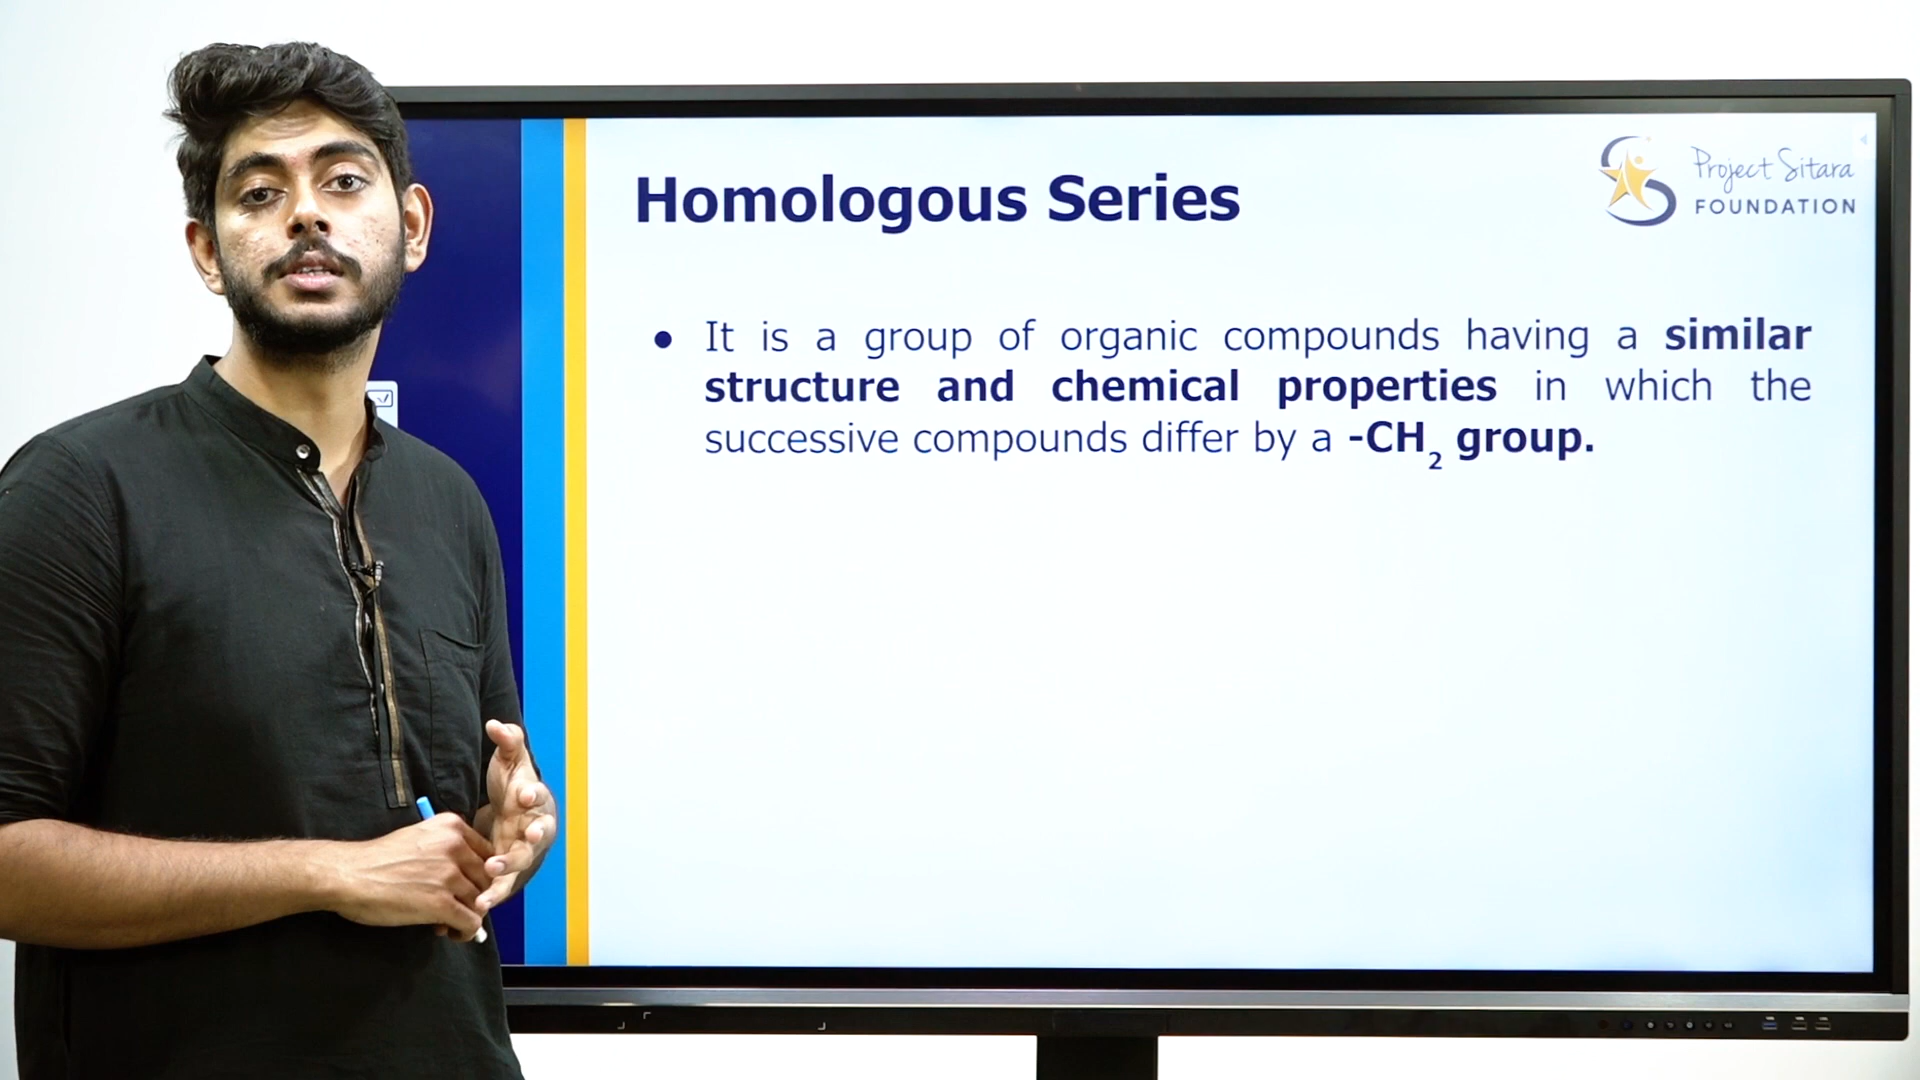 Homologous Series
Project Sitara
FOUNDATION
● It is a group of organic compounds having a similar
structure and chemical properties in which the
successive compounds differ by a -CH₂ group.